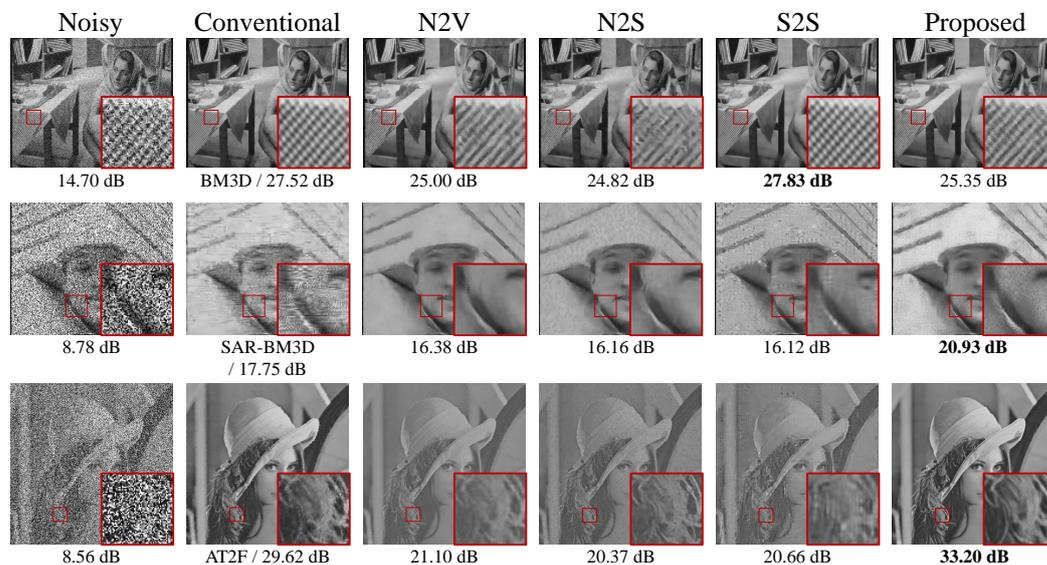 Noisy Conventional N2V N2S S2S Proposed
14.70 dB BM3D / 27.52 dB 25.00 dB 24.82 dB 27.83 dB 25.35 dB
8.78 dB SAR-BM3D 16.38 dB 16.16 dB 16.12 dB 20.93 dB
/ 17.75 dB
8.56 dB AT2F / 29.62 dB 21.10 dB 20.37 dB 20.66 dB 33.20 dB